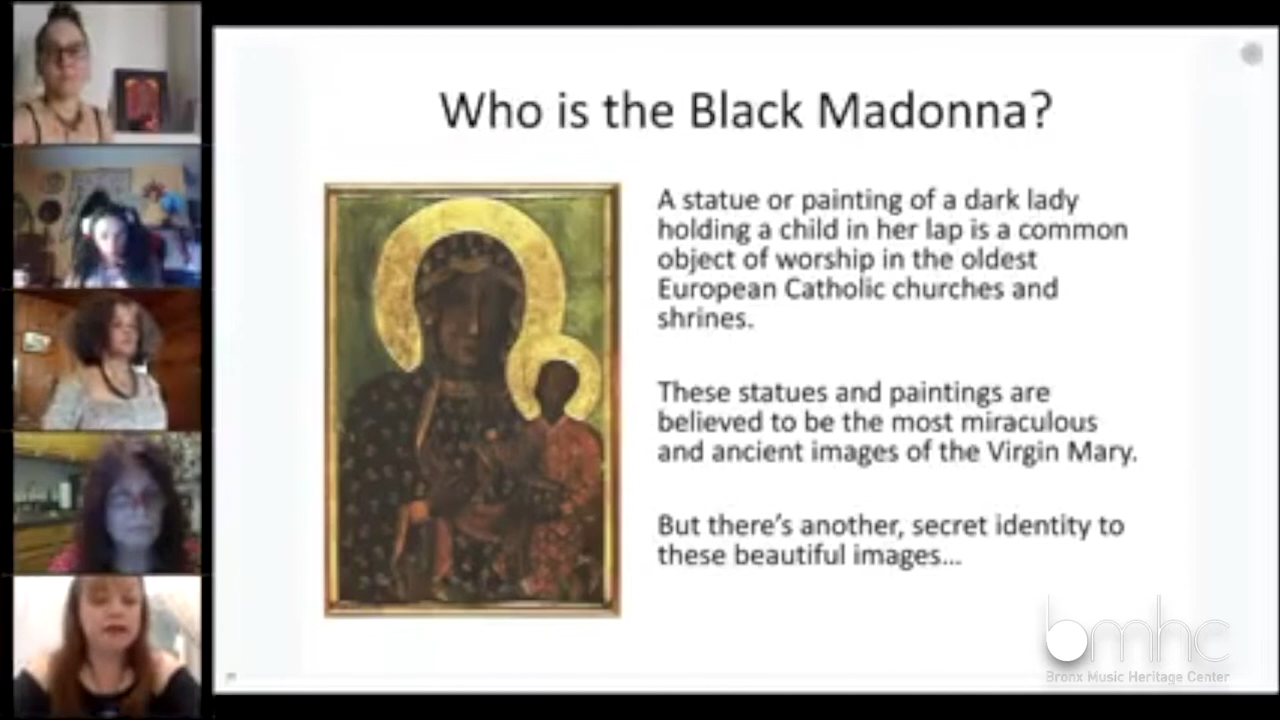 Who is the Black Madonna?
A statue or painting of a dark lady
holding a child in her lap is a common
object of worship in the oldest
European Catholic churches and
shrines.
These statues and paintings are
believed to be the most miraculous
and ancient images of the Virgin Mary.
But there's another, secret identity to
these beautiful images...
bmhc
Bronx Music Heritage Center